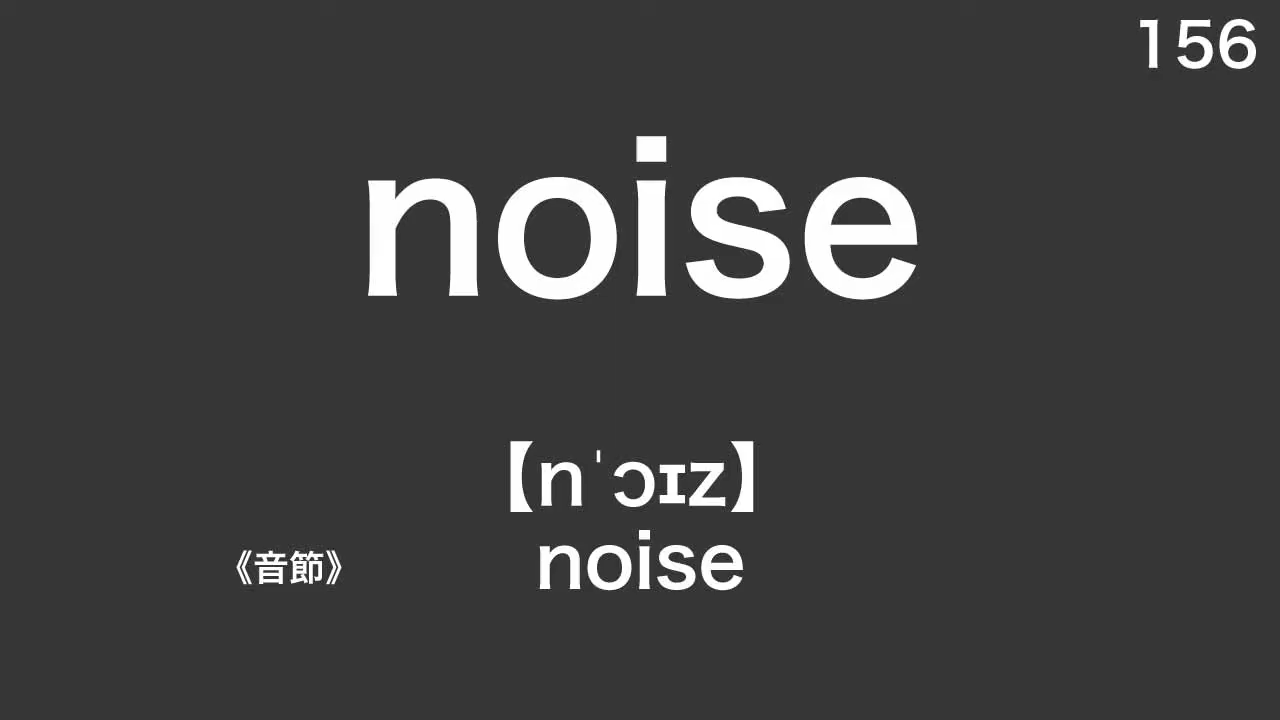 156
noise
【nˈɔɪz】
《音節》 noise